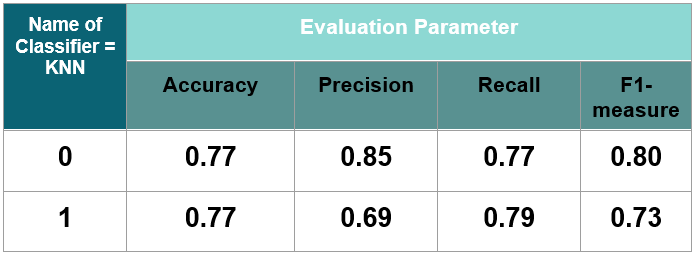 Name of
Classifier =
KNN
Evaluation Parameter
Accuracy Precision Recall F1-
measure
0 0.77 0.85 0.77 0.80
1 0.77 0.69 0.79 0.73